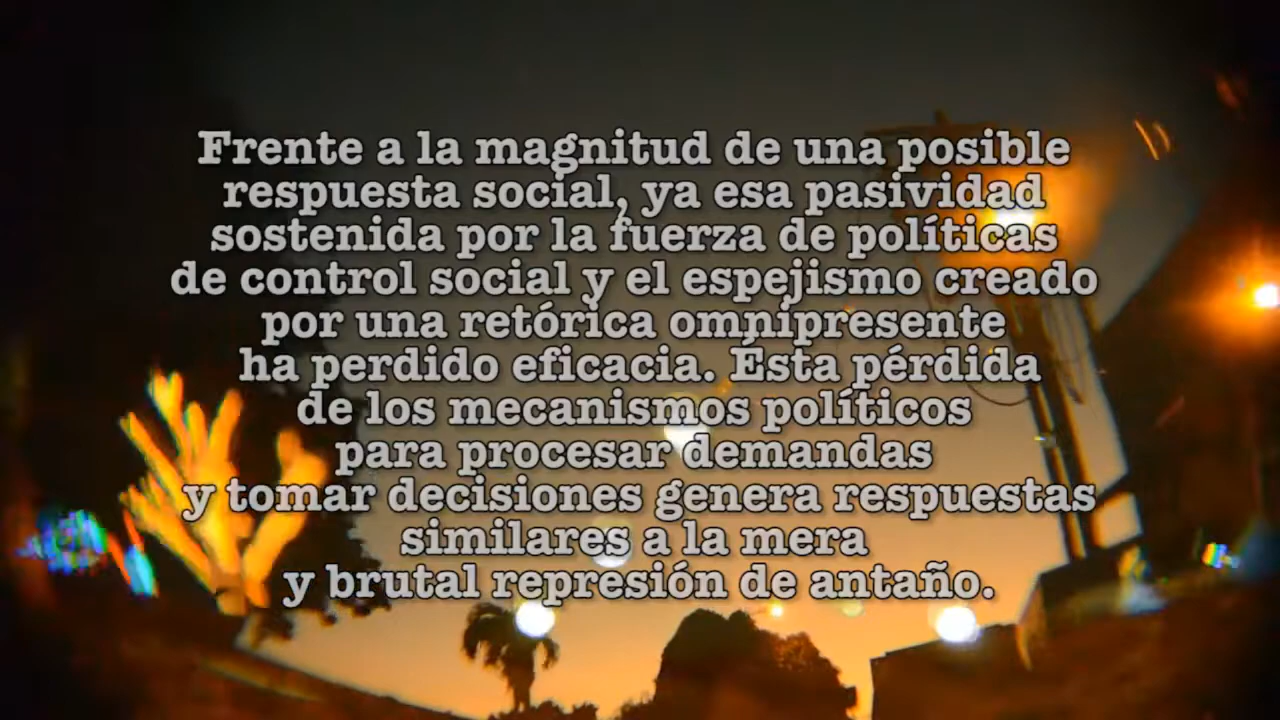 Frente a la magnitud de una posible
respuesta social, ya esa pasividad
sostenida por la fuerza de políticas
de control social y el espejismo creado
por una retórica omnipresente
ha perdido eficacia. Ésta pérdida
de los mecanismos políticos
para procesar demandas
y tomar decisiones genera respuestas
similares a la mera
y brutal represión de antaño.